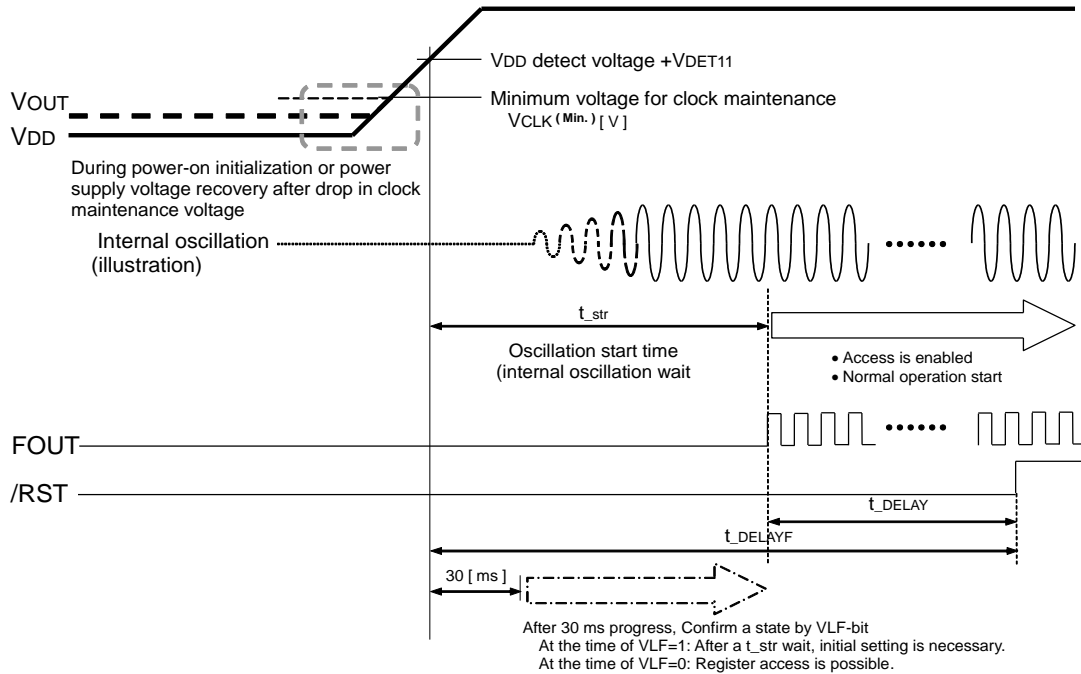 VDD detect voltage +VDET11
VOUT
Minimum voltage for clock maintenance
VCLK (Min.) [ V ]
VDD
During power-on initialization or power
supply voltage recovery after drop in clock
maintenance voltage
Internal oscillation
(illustration)
t_str
Oscillation start time
(internal oscillation wait
• Access is enabled
• Normal operation start
FOUT
/RST
t_DELAY
t_DELAYF
30 [ ms ]
After 30 ms progress, Confirm a state by VLF-bit
At the time of VLF=1: After a t_str wait, initial setting is necessary.
At the time of VLF=0: Register access is possible.